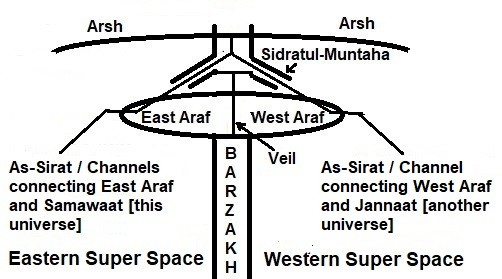 Arsh
Arsh
Sidratul-Muntaha
East Araf
West Araf
Veil
As-Sirat / Channels
connecting East Araf
and Samawaat [this
universe]
B
A
R
Z
A
K
H
As-Sirat / Channel
connecting West Araf
and Jannaat [another
universe]
Eastern Super Space
Western Super Space